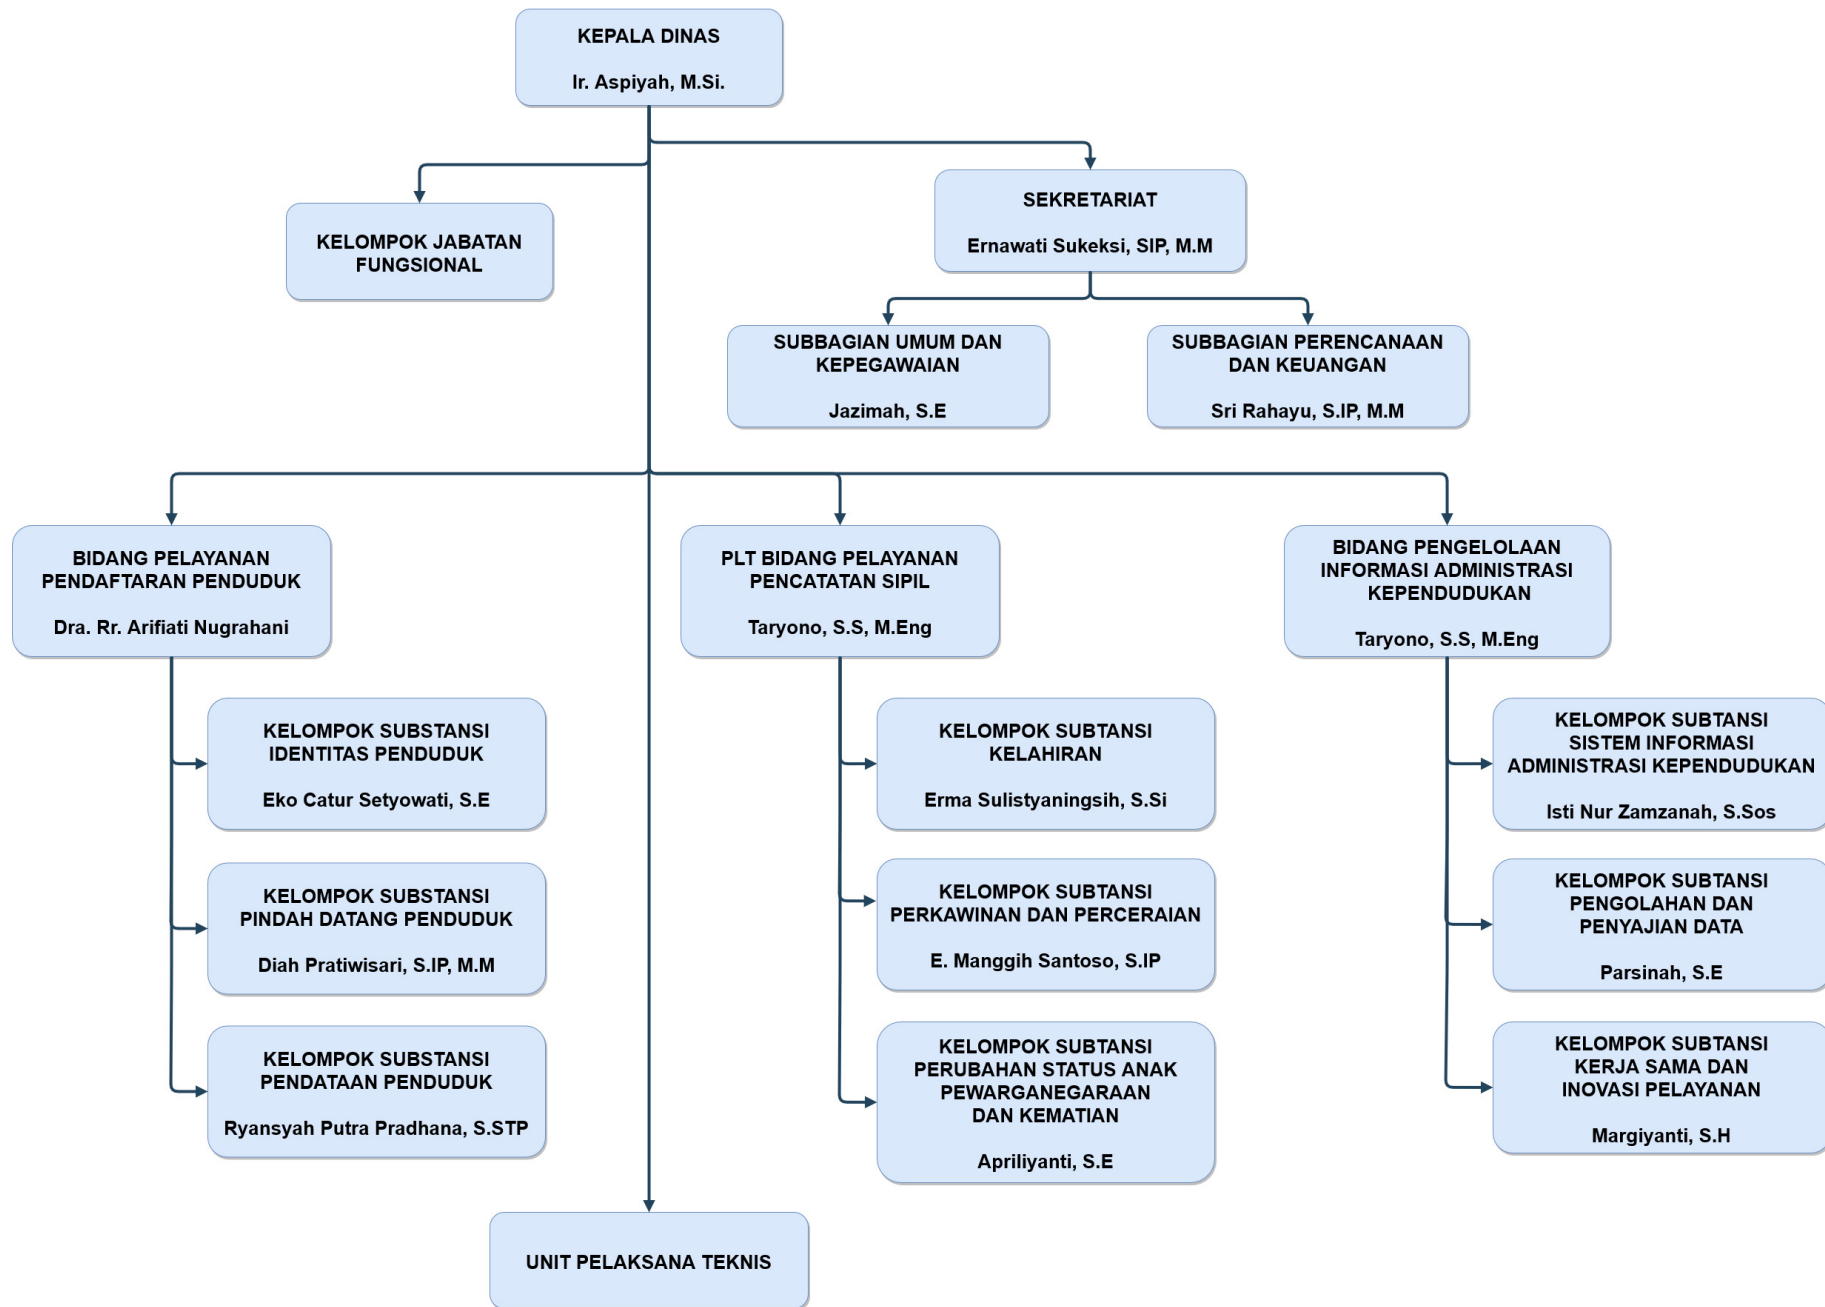 KEPALA DINAS
Ir. Aspiyah, M.Si.
SEKRETARIAT
Ernawati Sukeksi, SIP, M.M
KELOMPOK JABATAN
FUNGSIONAL
SUBBAGIAN UMUM DAN
KEPEGAWAIAN
Jazimah, S.E
SUBBAGIAN PERENCANAAN
DAN KEUANGAN
Sri Rahayu, S.IP, M.M
BIDANG PELAYANAN
PENDAFTARAN PENDUDUK
Dra. Rr. Arifiati Nugrahani
PLT BIDANG PELAYANAN
PENCATATAN SIPIL
Taryono, S.S, M.Eng
BIDANG PENGELOLAAN
INFORMASI ADMINISTRASI
KEPENDUDUKAN
Taryono, S.S, M.Eng
KELOMPOK SUBSTANSI
IDENTITAS PENDUDUK
Eko Catur Setyowati, S.E
KELOMPOK SUBSTANSI
PINDAH DATANG PENDUDUK
Diah Pratiwisari, S.IP, M.M
KELOMPOK SUBSTANSI
PENDATAAN PENDUDUK
Ryansyah Putra Pradhana, S.STP
KELOMPOK SUBTANSI
KELAHIRAN
Erma Sulistyaningsih, S.Si
KELOMPOK SUBTANSI
PERKAWINAN DAN PERCERAIAN
E. Manggih Santoso, S.IP
KELOMPOK SUBTANSI
PERUBAHAN STATUS ANAK
PEWARGANEGARAAN
DAN KEMATIAN
Apriliyanti, S.E
KELOMPOK SUBTANSI
SISTEM INFORMASI
ADMINISTRASI KEPENDUDUKAN
Isti Nur Zamzanah, S.Sos
KELOMPOK SUBTANSI
PENGOLAHAN DAN
PENYAJIAN DATA
Parsinah, S.E
KELOMPOK SUBTANSI
KERJA SAMA DAN
INOVASI PELAYANAN
Margiyanti, S.H
UNIT PELAKSANA TEKNIS